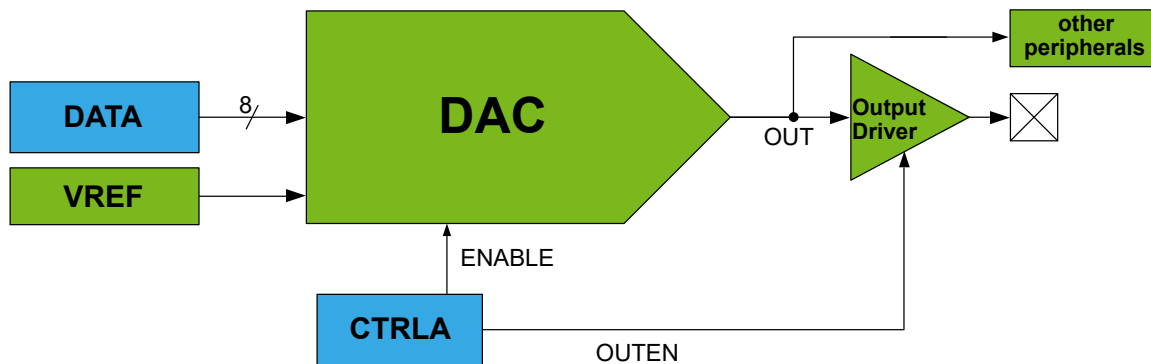 other
peripherals
DATA
8
DAC
OUT
Output
Driver
VREF
ENABLE
CTRLA
OUTEN